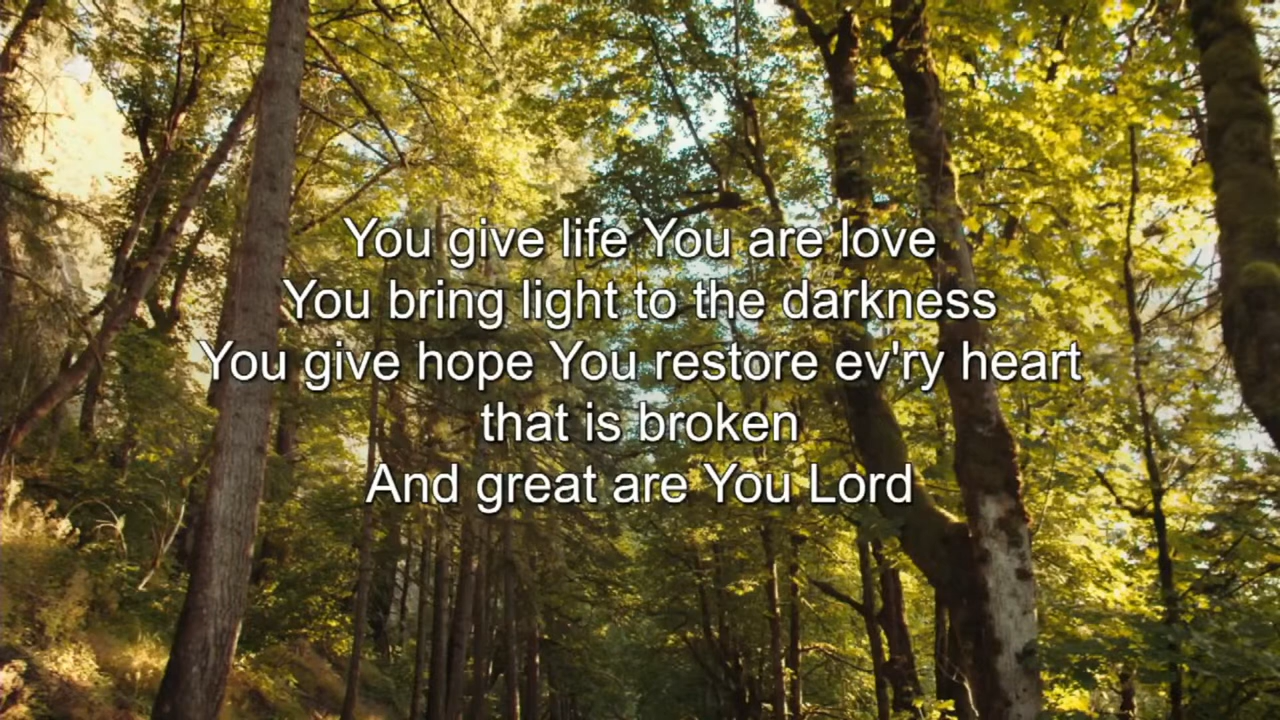 You give life You are love
You bring light to the darkness
You give hope You restore ev'ry heart
that is broken
And great are You Lord